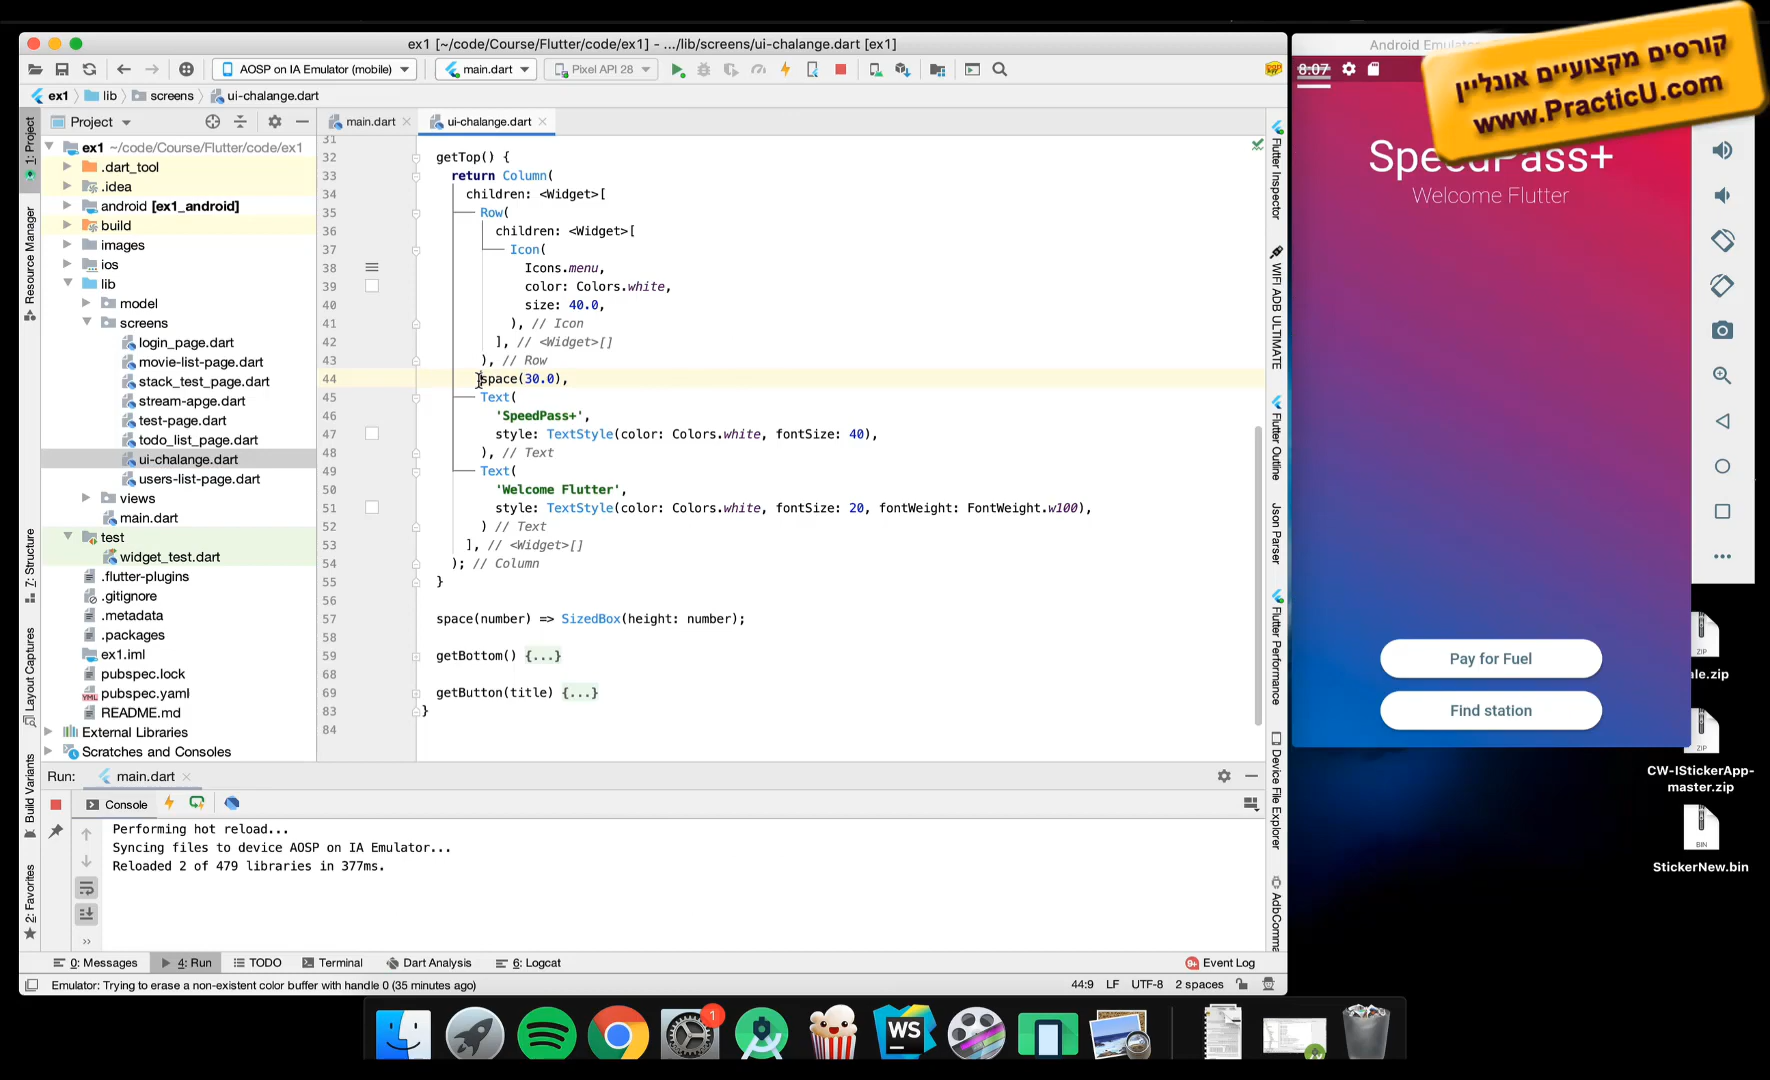 ex1 [~/code/Course/Flutter/code/ex1] - .../lib/screens/ui-chalange.dart [ex1]
AOSP on IA Emulator (mobile)
main.dart
Pixel API 28
ex1
lib
screens
ui-chalange.dart
Project
main.dart
ui-chalange.dart
ex1 ~/code/Course/Flutter/code/ex1
.dart_tool
.idea
android [ex1_android]
build
images
ios
lib
model
screens
login_page.dart
movie-list-page.dart
stack_test_page.dart
stream-apge.dart
test-page.dart
todo_list_page.dart
ui-chalange.dart
users-list-page.dart
views
main.dart
test
widget_test.dart
.flutter-plugins
.gitignore
.metadata
.packages
ex1.iml
pubspec.lock
pubspec.yaml
README.md
External Libraries
Scratches and Consoles
1: Project
Resource Manager
7: Structure
Layout Captures
Build Variants
2: Favorites
31
32 getTop() {
33 return Column(
34 children: <Widget>[
35 Row(
36 children: <Widget>[
37 Icon(
38 Icons.menu,
39 color: Colors.white,
40 size: 40.0,
41 ), // Icon
42 ], // <Widget>[]
43 ), // Row
44 space(30.0),
45 Text(
46 'SpeedPass+',
47 style: TextStyle(color: Colors.white, fontSize: 40),
48 ), // Text
49 Text(
50 'Welcome Flutter',
51 style: TextStyle(color: Colors.white, fontSize: 20, fontWeight: FontWeight.w100),
52 ) // Text
53 ], // <Widget>[]
54 ); // Column
55 }
56
57 space(number) => SizedBox(height: number);
58
59 getBottom() {...}
68
69 getButton(title) {...}
83 }
84
Flutter Inspector
WIFI ADB ULTIMATE
Flutter Outline
Json Parser
Flutter Performance
Device File Explorer
AdbComma
Run:
main.dart
Console
Performing hot reload...
Syncing files to device AOSP on IA Emulator...
Reloaded 2 of 479 libraries in 377ms.
0: Messages
4: Run
TODO
Terminal
Dart Analysis
6: Logcat
9+
Event Log
Emulator: Trying to erase a non-existent color buffer with handle 0 (35 minutes ago)
44:9
LF
UTF-8
2 spaces
Android Emulato
8:07
SpeedPass+
Welcome Flutter
Pay for Fuel
Find station
קורסים מקצועיים אונליין
www.PracticU.com
ZIP
ale.zip
ZIP
CW-IStickerApp-
master.zip
BIN
StickerNew.bin
1
WS